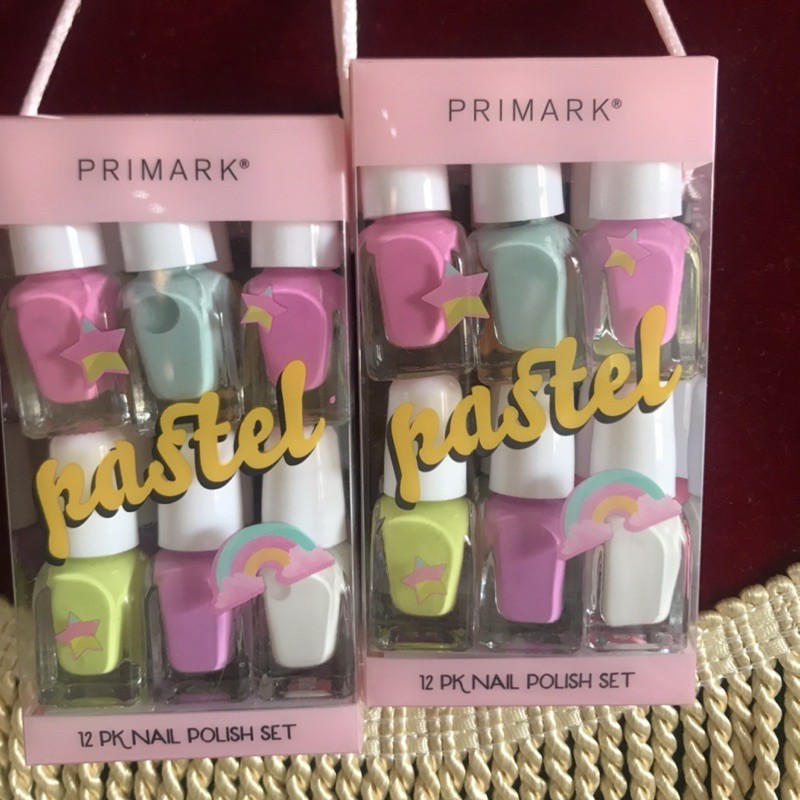 PRIMARK®
pastel
12 PK NAIL POLISH SET
PRIMARK®
pastel
12 PK NAIL POLISH SET